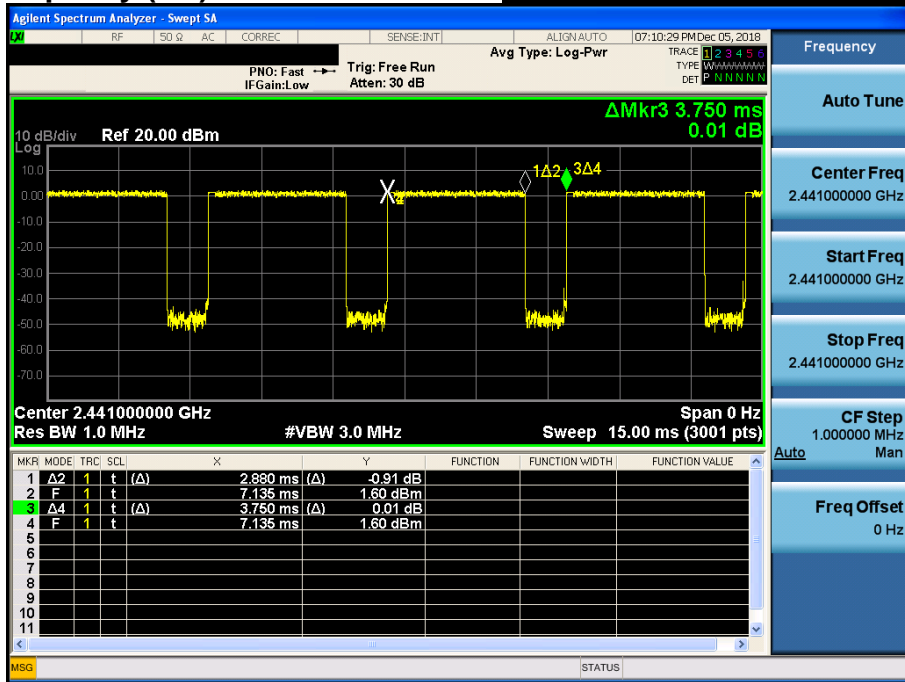 Agilent Spectrum Analyzer - Swept SA
LXI RF 50 Ω AC CORREC SENSE:INT ALIGN AUTO 07:10:29 PM Dec 05, 2018
Avg Type: Log-Pwr
TRACE 1 2 3 4 5 6
TYPE
DET P N N N N N
PNO: Fast
IFGain:Low
Trig: Free Run
Atten: 30 dB
Frequency
Auto Tune
ΔMkr3 3.750 ms
0.01 dB
10 dB/div Ref 20.00 dBm
Log
10.0
0.00
-10.0
-20.0
-30.0
-40.0
-50.0
-60.0
-70.0
X
4
1Δ2
3Δ4
Center Freq
2.441000000 GHz
Start Freq
2.441000000 GHz
Stop Freq
2.441000000 GHz
Center 2.441000000 GHz Span 0 Hz
Res BW 1.0 MHz #VBW 3.0 MHz Sweep 15.00 ms (3001 pts)
CF Step
1.000000 MHz
Auto Man
Freq Offset
0 Hz
MKR MODE TRC SCL X Y FUNCTION FUNCTION WIDTH FUNCTION VALUE
1 Δ2 1 t (Δ) 2.880 ms (Δ) -0.91 dB
2 F 1 t 7.135 ms 1.60 dBm
3 Δ4 1 t (Δ) 3.750 ms (Δ) 0.01 dB
4 F 1 t 7.135 ms 1.60 dBm
5
6
7
8
9
10
11
MSG STATUS